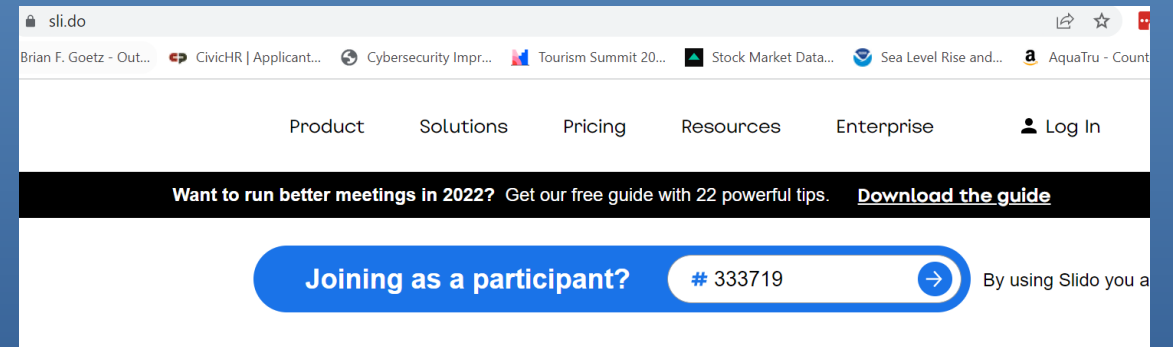 sli.do
Brian F. Goetz - Out... CivicHR | Applicant... Cybersecurity Impr... Tourism Summit 20... Stock Market Data... Sea Level Rise and... AquaTru - Count
Product Solutions Pricing Resources Enterprise Log In
Want to run better meetings in 2022? Get our free guide with 22 powerful tips. Download the guide
Joining as a participant? # 333719 By using Slido you a